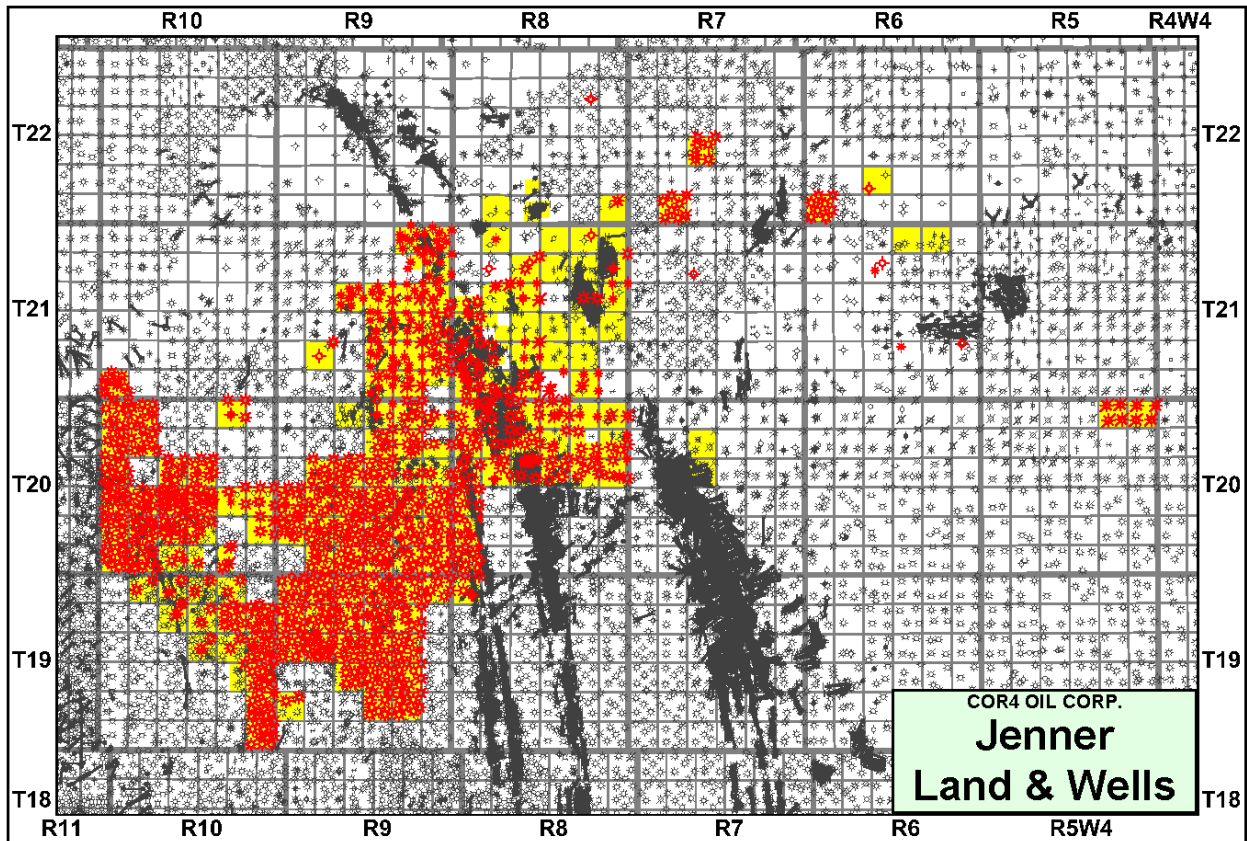 R10 R9 R8 R7 R6 R5 R4W4
T22 T22
T21 T21
T20 T20
T19 T19
COR4 OIL CORP.
Jenner
Land & Wells
T18 T18
R11 R10 R9 R8 R7 R6 R5W4